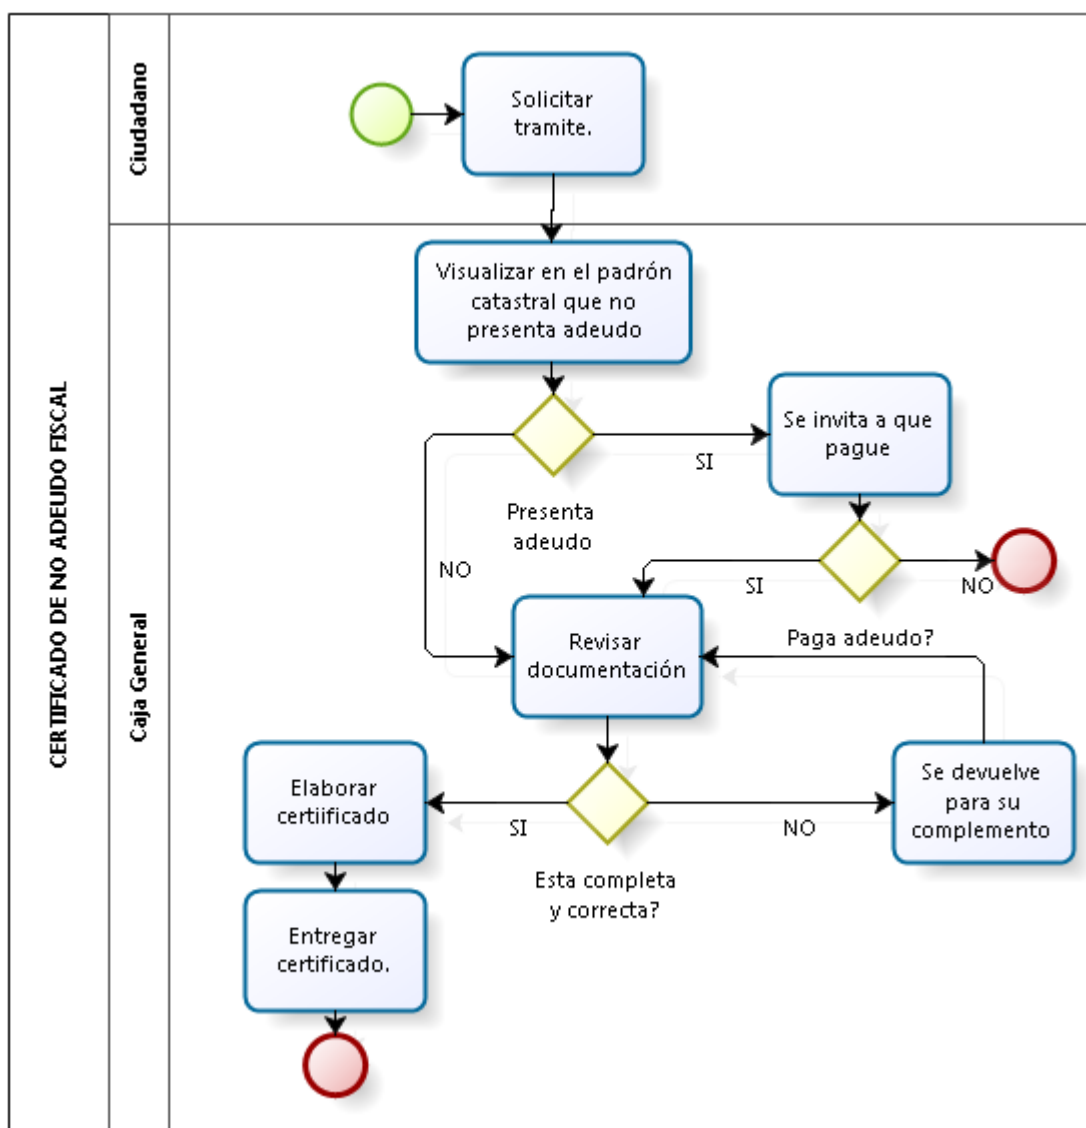 CERTIFICADO DE NO ADEUDO FISCAL
Ciudadano
Solicitar
tramite.
Caja General
Visualizar en el padrón
catastral que no
presenta adeudo
Presenta
adeudo
SI
Se invita a que
pague
NO
SI
NO
Paga adeudo?
Revisar
documentación
Esta completa
y correcta?
SI
NO
Se devuelve
para su
complemento
Elaborar
certiificado
Entregar
certificado.